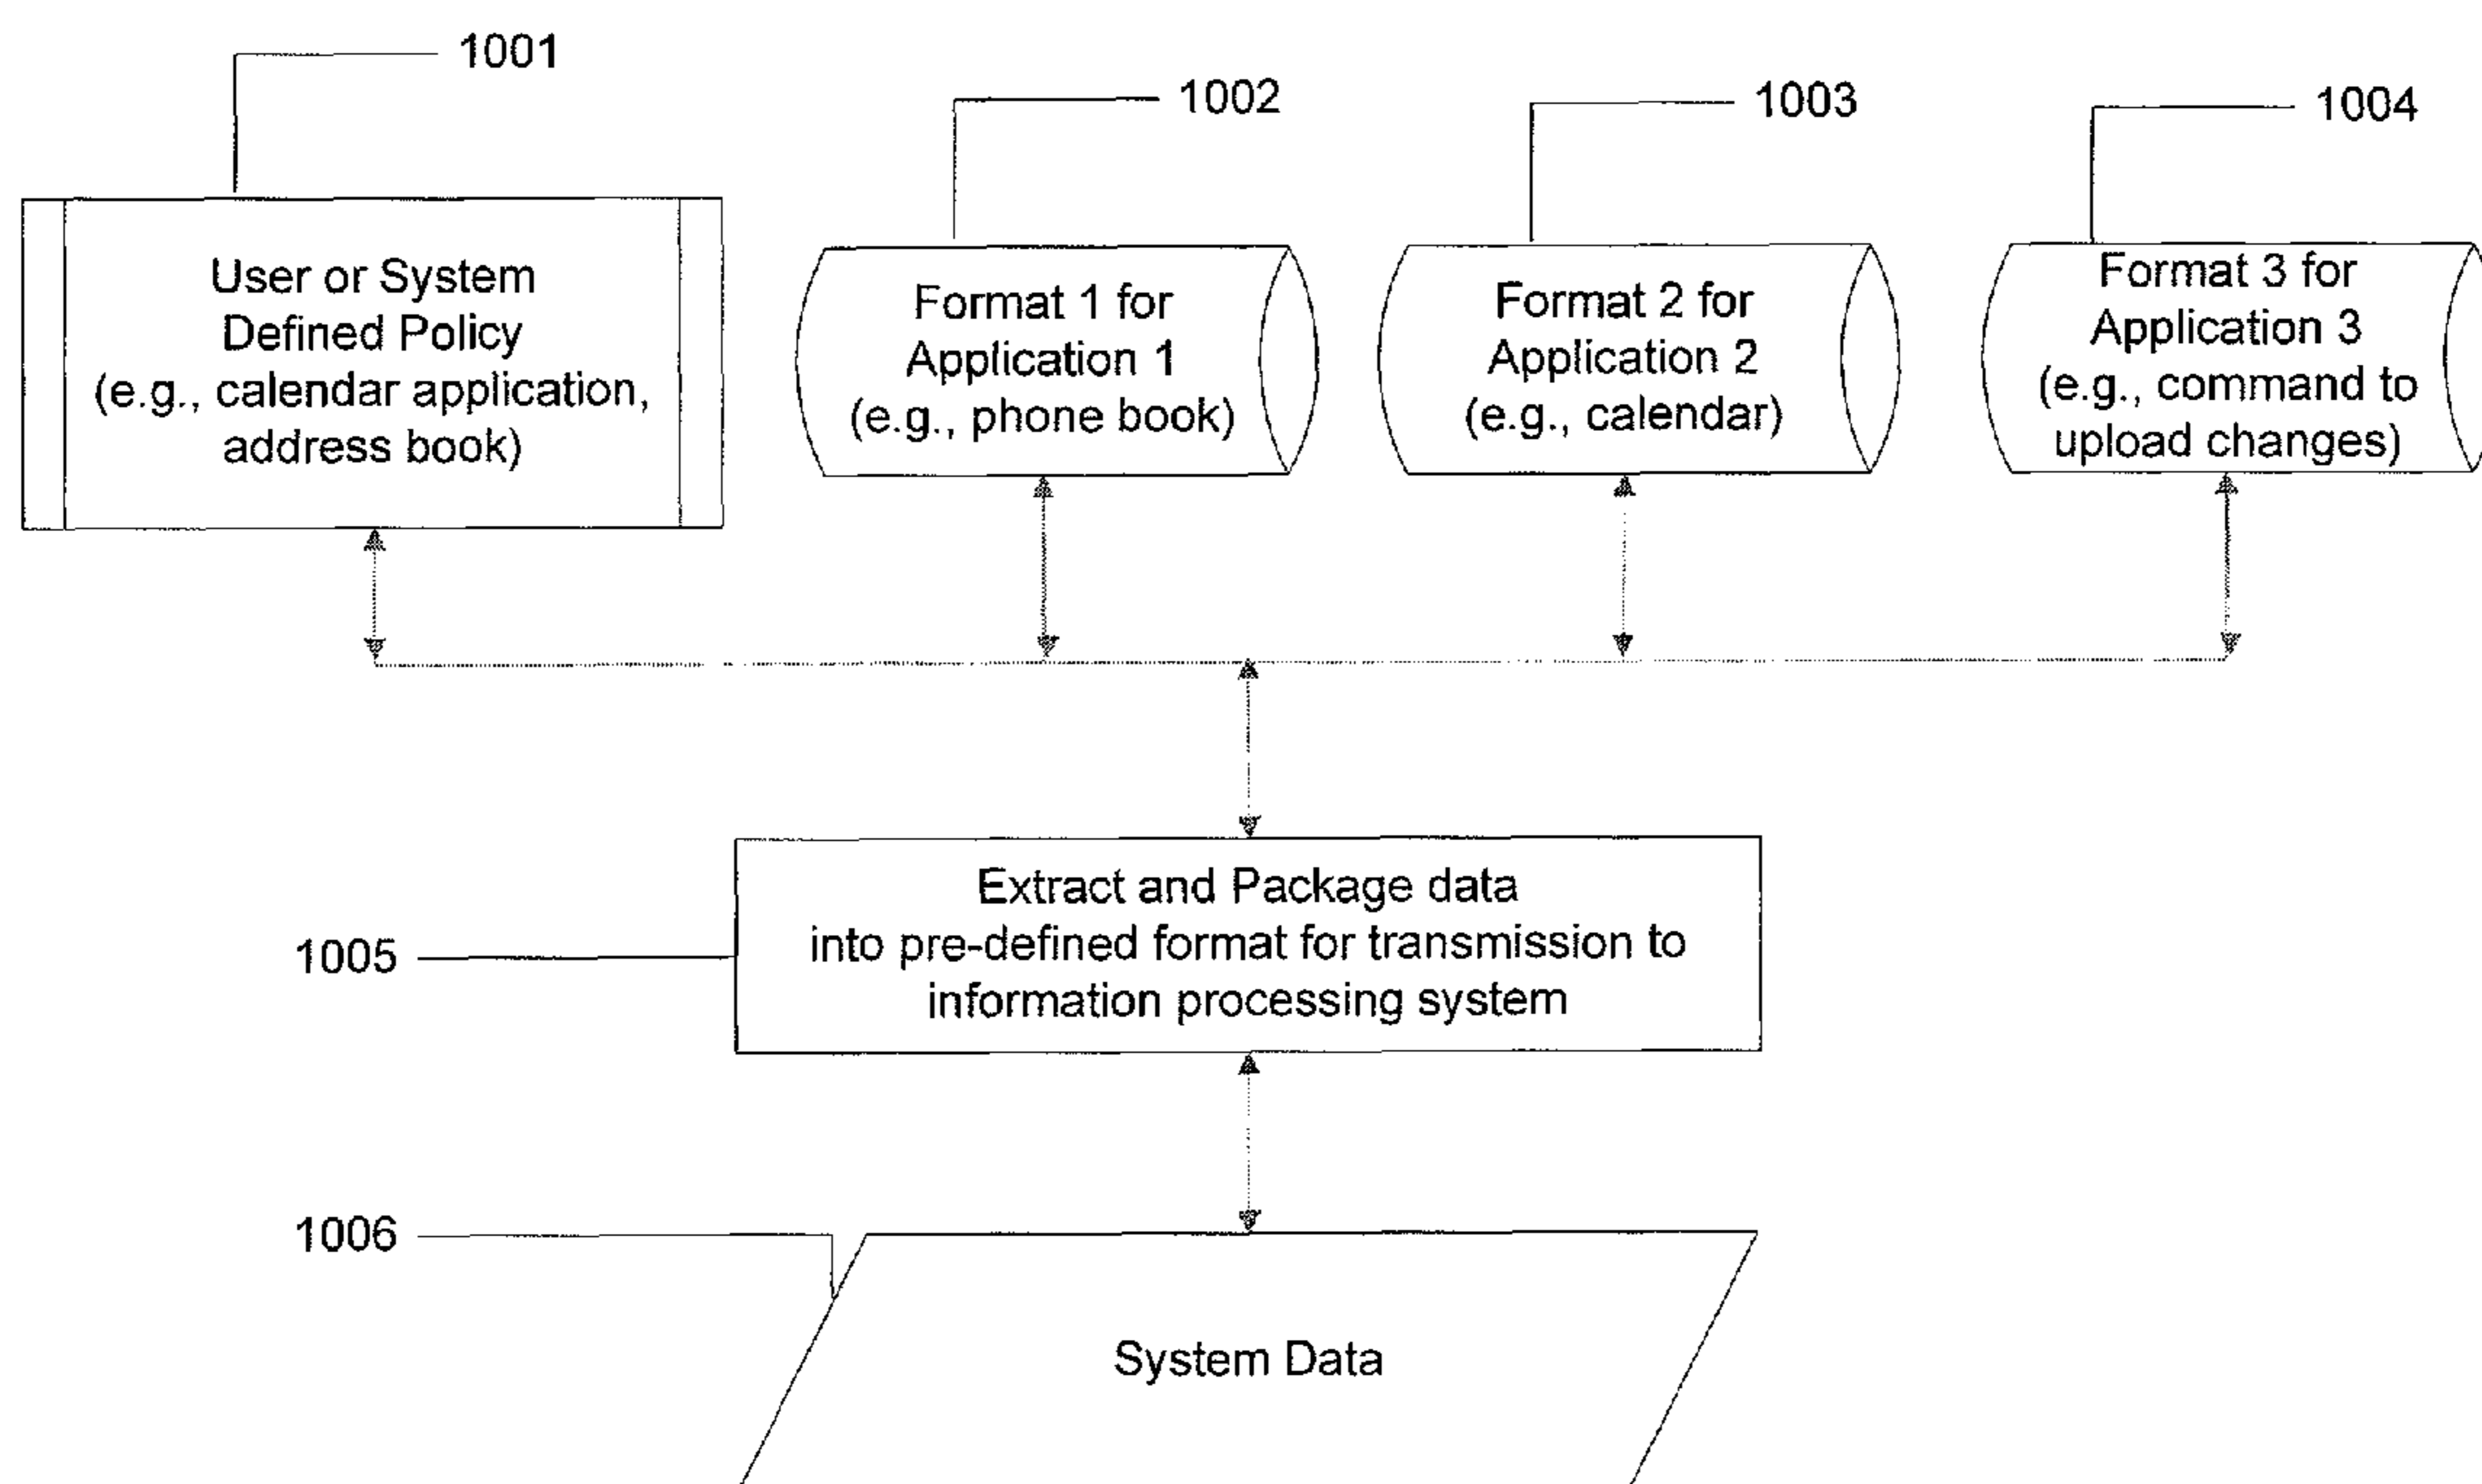 1001
1002
1003
1004
User or System
Defined Policy
(e.g., calendar application,
address book)
Format 1 for
Application 1
(e.g., phone book)
Format 2 for
Application 2
(e.g., calendar)
Format 3 for
Application 3
(e.g., command to
upload changes)
1005
Extract and Package data
into pre-defined format for transmission to
information processing system
1006
System Data